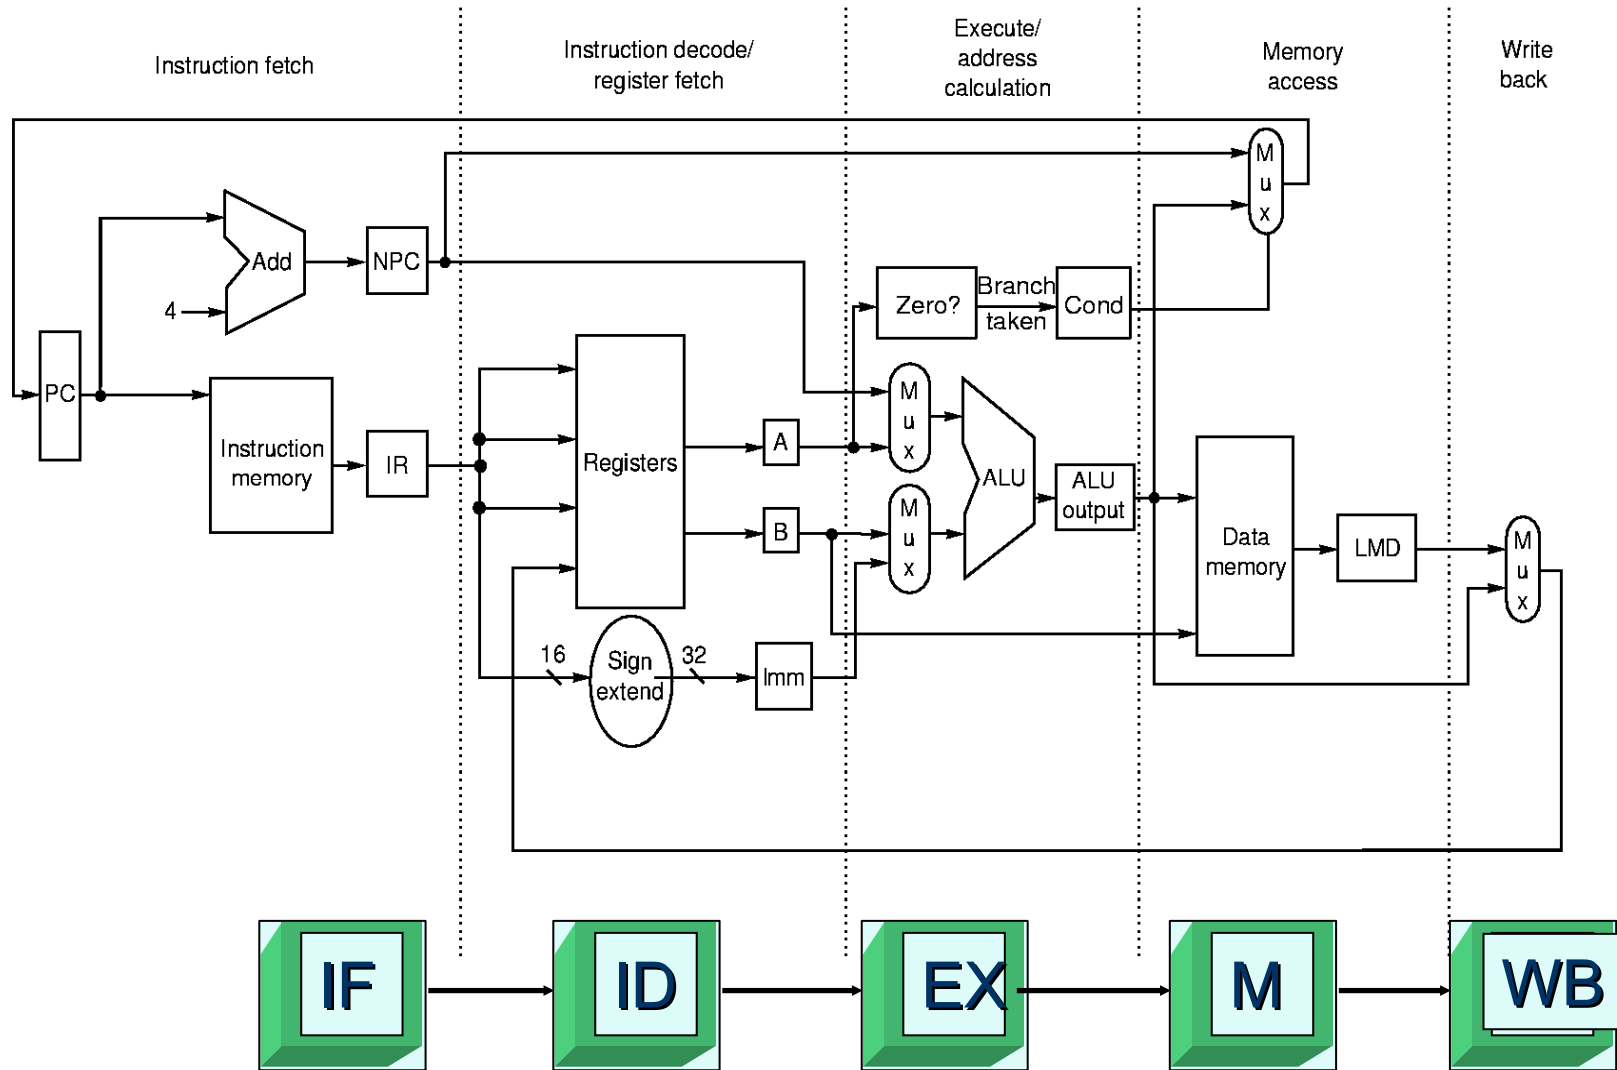 Instruction fetch
Instruction decode/
register fetch
Execute/
address
calculation
Memory
access
Write
back
M
u
x
Add
NPC
4
Zero?
Branch
taken
Cond
PC
Instruction
memory
IR
Registers
A
B
M
u
x
M
u
x
ALU
ALU
output
Data
memory
LMD
M
u
x
16
Sign
extend
32
Imm
IF
ID
EX
M
WB